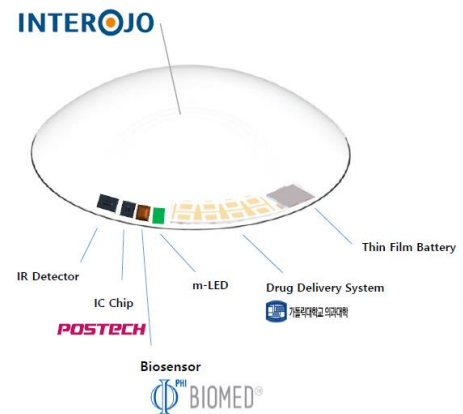 INTEROJO
Thin Film Battery
IR Detector
m-LED
Drug Delivery System
IC Chip
가톨릭대학교 의과대학
POSTECH
Biosensor
PHI BIOMED